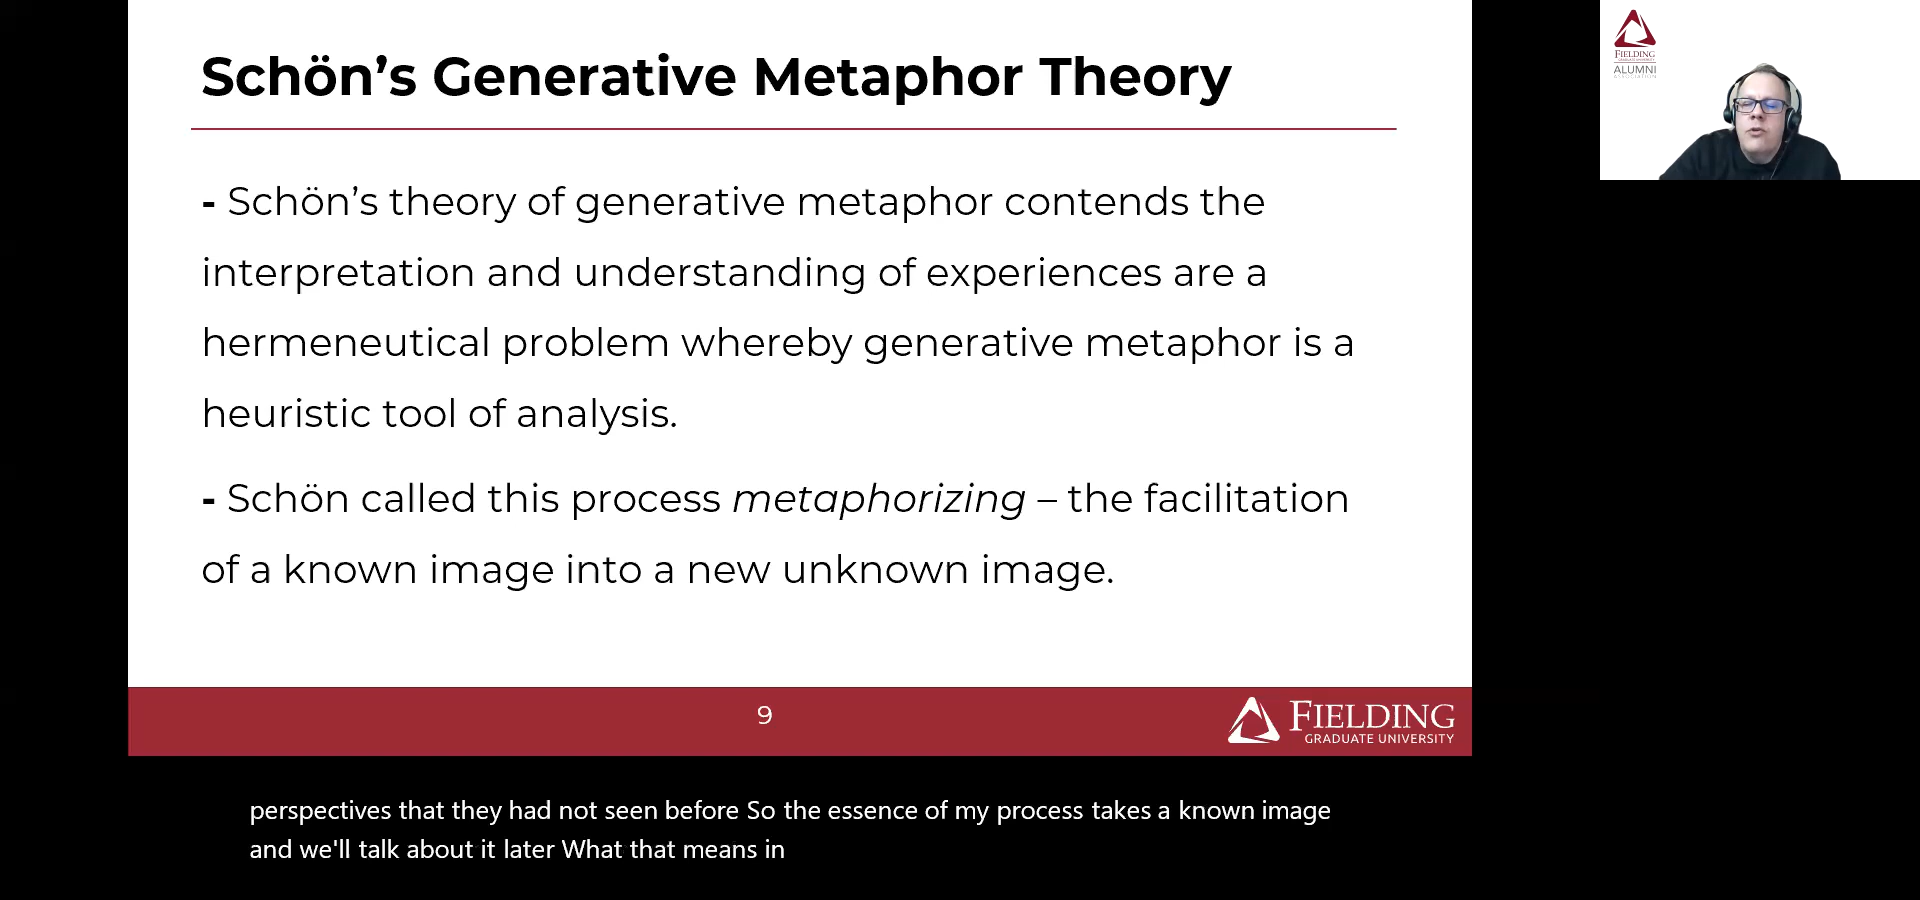 Schön’s Generative Metaphor Theory
- Schön’s theory of generative metaphor contends the
interpretation and understanding of experiences are a
hermeneutical problem whereby generative metaphor is a
heuristic tool of analysis.
- Schön called this process metaphorizing – the facilitation
of a known image into a new unknown image.
9
FIELDING
GRADUATE UNIVERSITY
FIELDING
GRADUATE UNIVERSITY
ALUMNI
ASSOCIATION
perspectives that they had not seen before So the essence of my process takes a known image
and we'll talk about it later What that means in